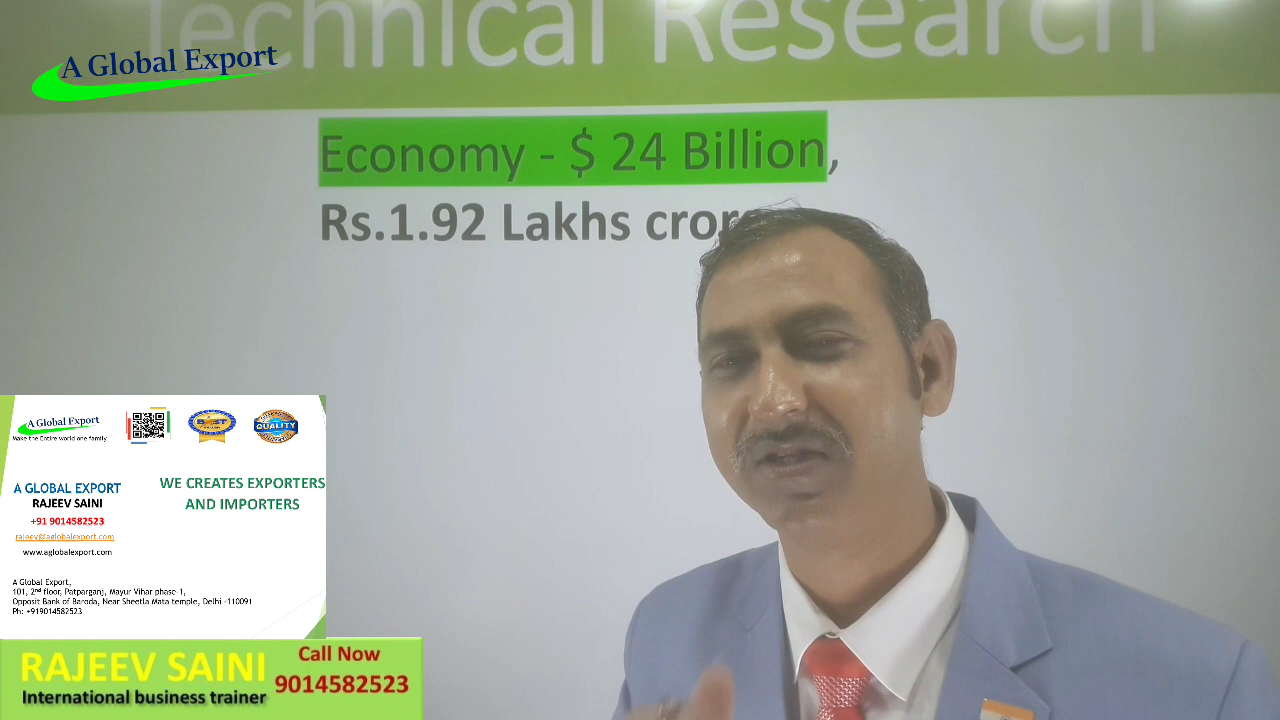 Technical Research
A Global Export
Economy - $ 24 Billion,
Rs.1.92 Lakhs
A Global Export
Make the Entire world one family
BEST
QUALITY
WE CREATES EXPORTERS
AND IMPORTERS
A GLOBAL EXPORT
RAJEEV SAINI
+91 9014582523
rajeev@aglobalexport.com
www.aglobalexport.com
A Global Export,
101, 2nd floor, Patparganj, Mayur Vihar phase-1,
Opposit Bank of Baroda, Near Sheetla Mata temple, Delhi -110091
Ph: +919014582523
RAJEEV SAINI
International business trainer
Call Now
9014582523